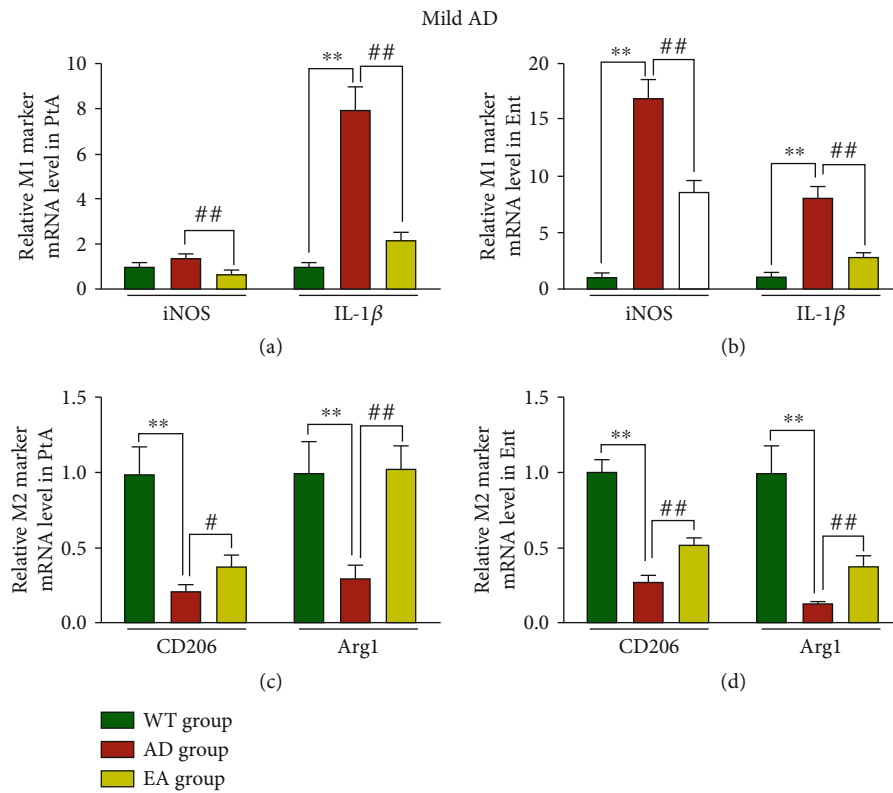 Mild AD
Relative M1 marker
mRNA level in PtA
10
8
6
4
2
0
**
##
##
iNOS
IL-1β
(a)
Relative M1 marker
mRNA level in Ent
20
15
10
5
0
**
##
**
##
iNOS
IL-1β
(b)
Relative M2 marker
mRNA level in PtA
1.5
1.0
0.5
0.0
**
#
**
##
CD206
Arg1
(c)
Relative M2 marker
mRNA level in Ent
1.5
1.0
0.5
0.0
**
##
**
##
CD206
Arg1
(d)
WT group
AD group
EA group